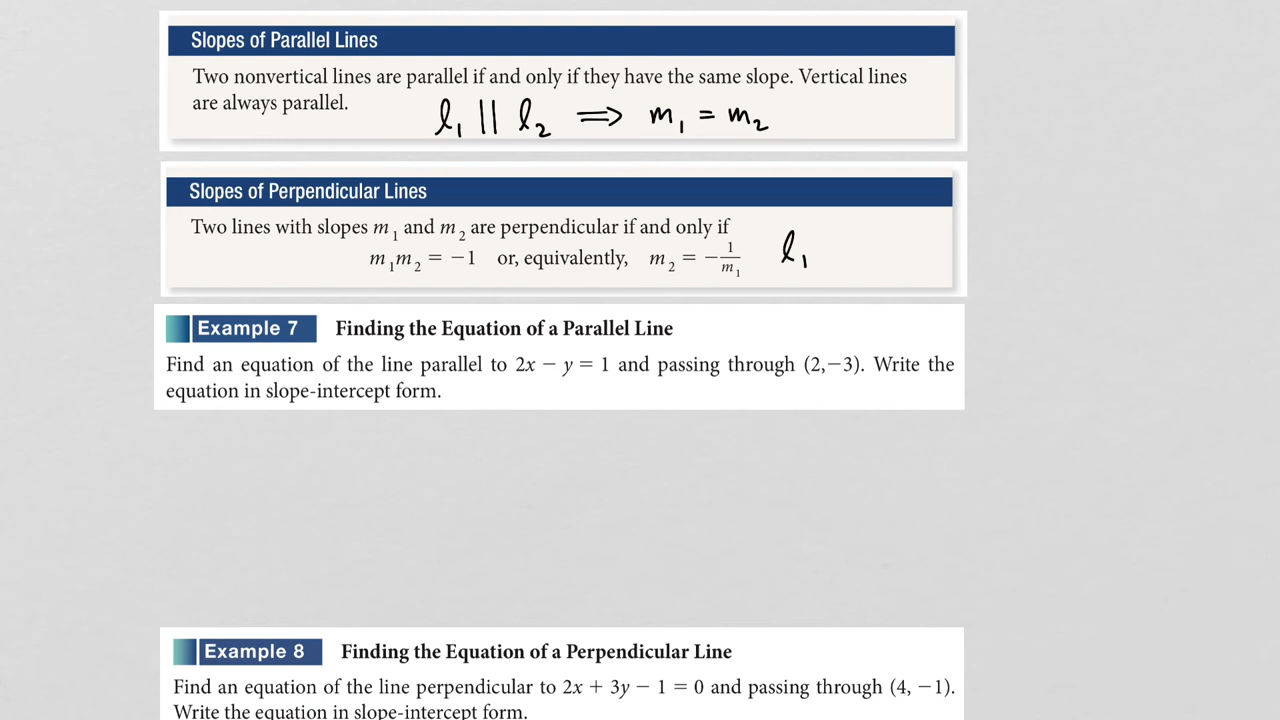 Slopes of Parallel Lines
Two nonvertical lines are parallel if and only if they have the same slope. Vertical lines
are always parallel.
ℓ₁ || ℓ₂ ⟹ m₁ = m₂
Slopes of Perpendicular Lines
Two lines with slopes m₁ and m₂ are perpendicular if and only if
m₁m₂ = −1 or, equivalently, m₂ = −1/m₁
ℓ₁
Example 7 Finding the Equation of a Parallel Line
Find an equation of the line parallel to 2x − y = 1 and passing through (2,−3). Write the
equation in slope-intercept form.
Example 8 Finding the Equation of a Perpendicular Line
Find an equation of the line perpendicular to 2x + 3y − 1 = 0 and passing through (4, −1).
Write the equation in slope-intercept form.